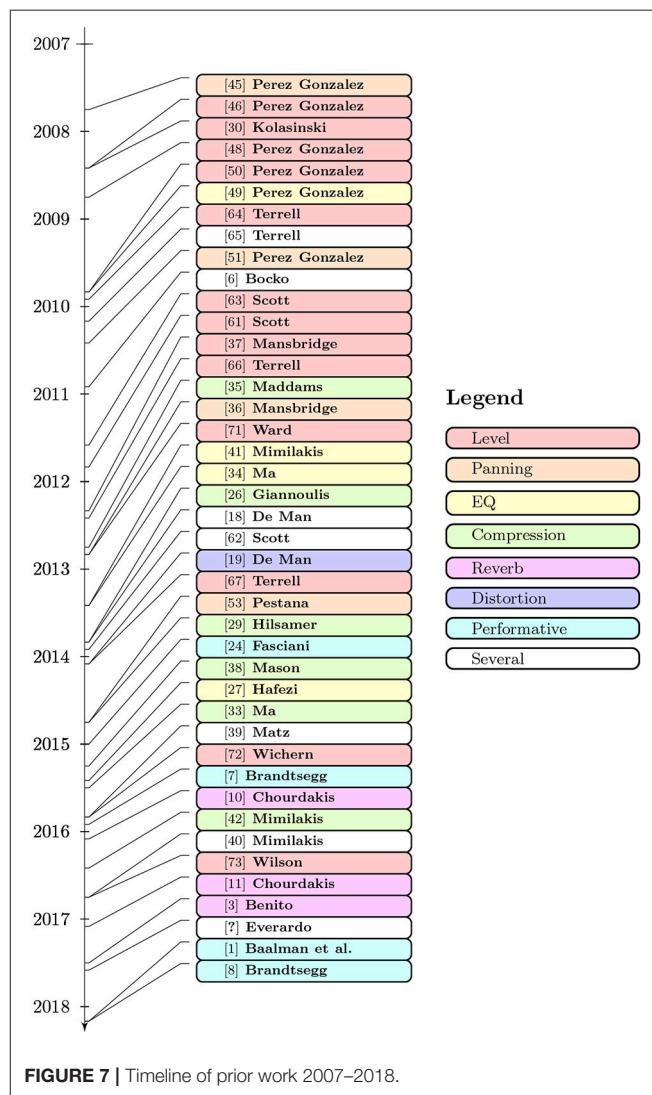 2007
2008
2009
2010
2011
2012
2013
2014
2015
2016
2017
2018
[45] Perez Gonzalez
[46] Perez Gonzalez
[30] Kolasinski
[48] Perez Gonzalez
[50] Perez Gonzalez
[49] Perez Gonzalez
[64] Terrell
[65] Terrell
[51] Perez Gonzalez
[6] Bocko
[63] Scott
[61] Scott
[37] Mansbridge
[66] Terrell
[35] Maddams
[36] Mansbridge
[71] Ward
[41] Mimilakis
[34] Ma
[26] Giannoulis
[18] De Man
[62] Scott
[19] De Man
[67] Terrell
[53] Pestana
[29] Hilsamer
[24] Fasciani
[38] Mason
[27] Hafezi
[33] Ma
[39] Matz
[72] Wichern
[7] Brandtsegg
[10] Chourdakis
[42] Mimilakis
[40] Mimilakis
[73] Wilson
[11] Chourdakis
[3] Benito
[?] Everardo
[1] Baalman et al.
[8] Brandtsegg
Legend
Level
Panning
EQ
Compression
Reverb
Distortion
Performative
Several
FIGURE 7 | Timeline of prior work 2007–2018.